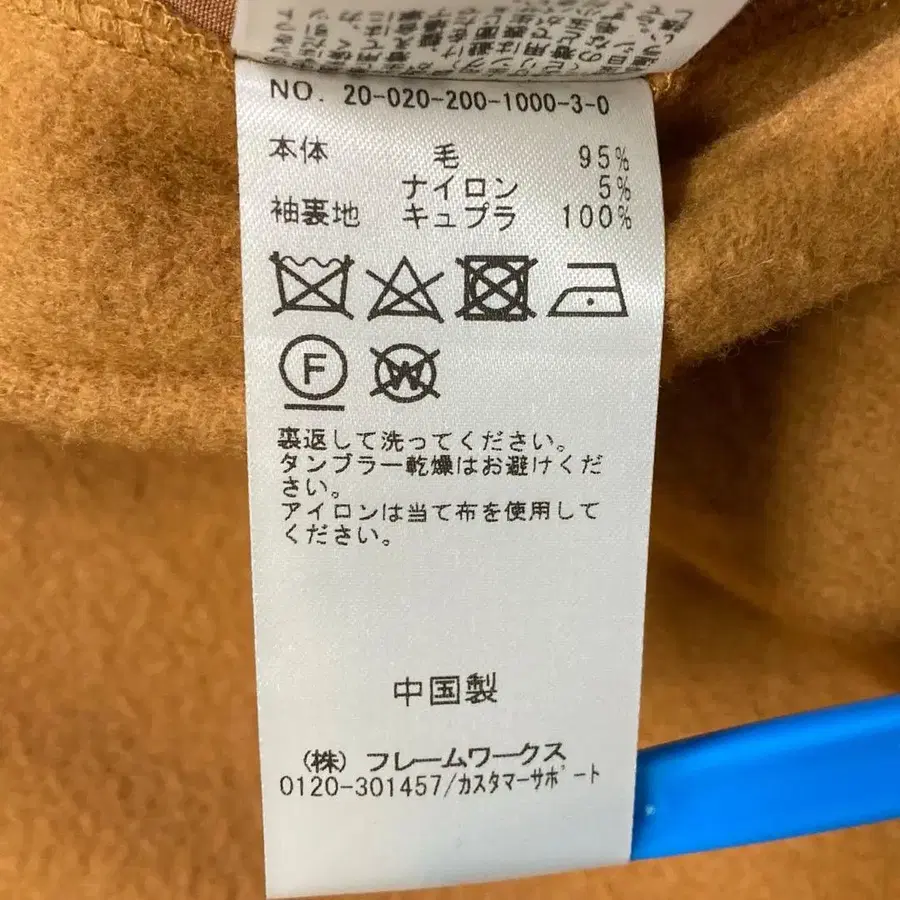 NO. 20-020-200-1000-3-0
本体 毛 95%
ナイロン 5%
袖裏地 キュプラ 100%
F
W
裏返して洗ってください。
タンブラー乾燥はお避けくだ
さい。
アイロンは当て布を使用して
ください。
中国製
（株）フレームワークス
0120-301457/カスタマーサポート